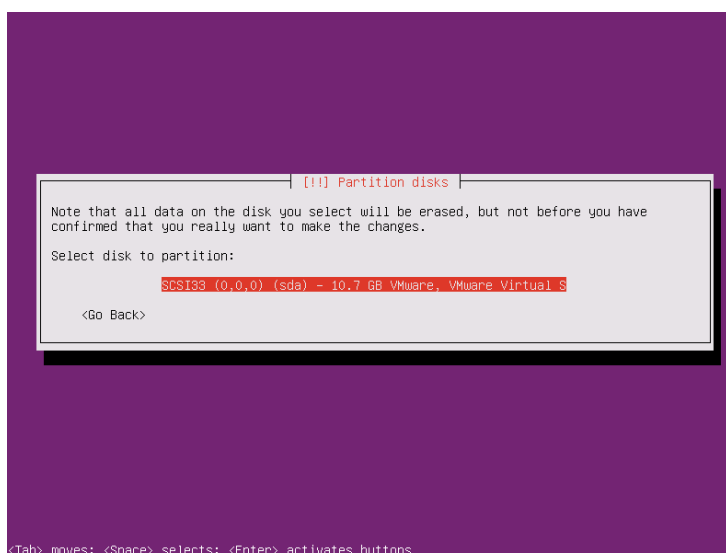 [!!] Partition disks
Note that all data on the disk you select will be erased, but not before you have
confirmed that you really want to make the changes.
Select disk to partition:
SCSI33 (0,0,0) (sda) - 10.7 GB VMware, VMware Virtual S
<Go Back>
<Tab> moves; <Space> selects; <Enter> activates buttons